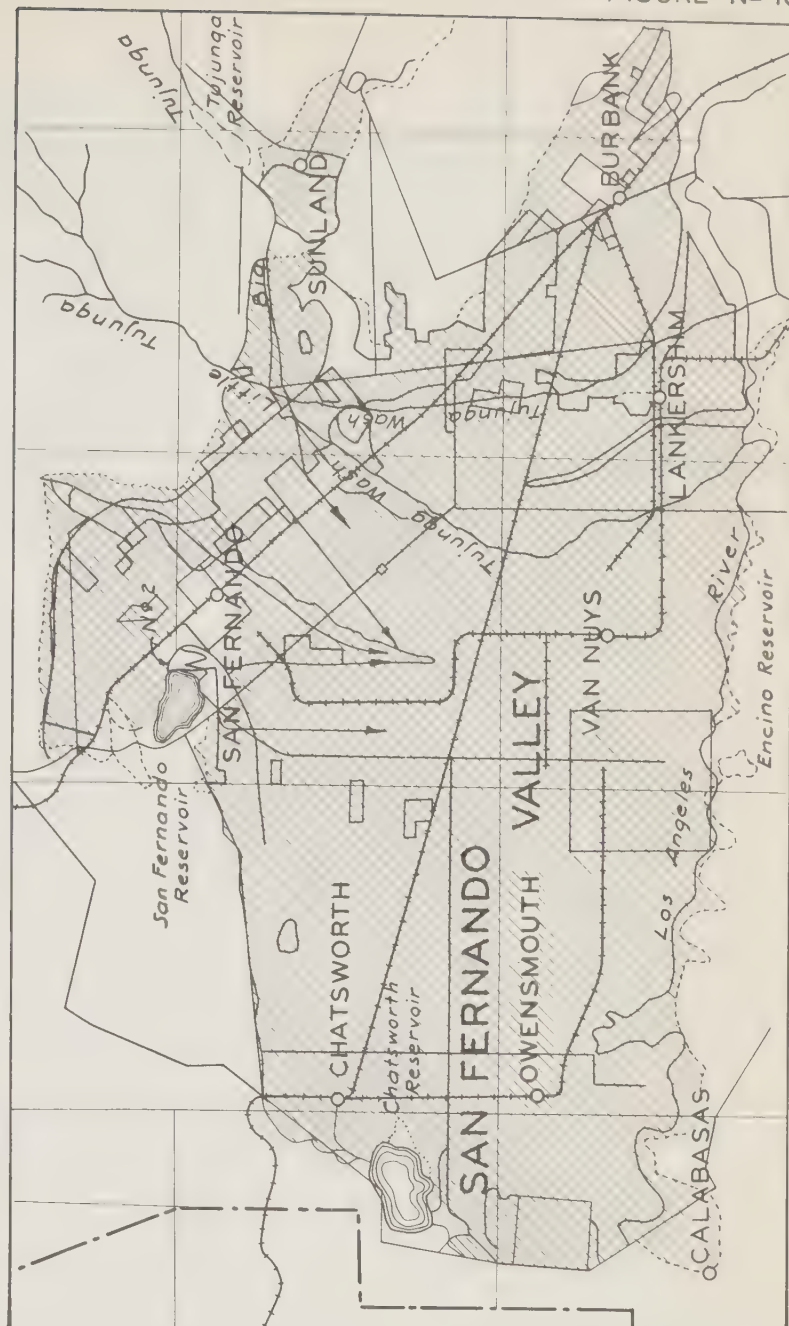 FIGURE Nº
Tujunga
Tujunga
Reservoir
Tujunga
SUNLAND
Big
Little
BURBANK
Wash
Wash
Tujunga
Tujunga
LANKERSHIM
Nº 2
SAN FERNANDO
San Fernando
Reservoir
VAN NUYS
River
Encino Reservoir
SAN FERNANDO VALLEY
Los Angeles
CHATSWORTH
Chatsworth
Reservoir
OWENSMOUTH
CALABASAS